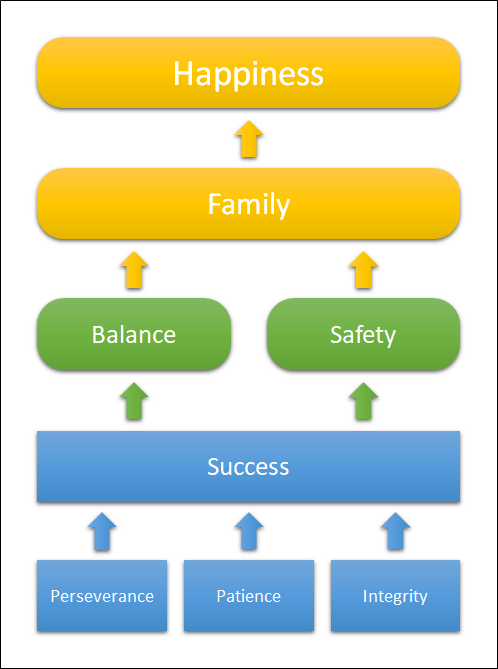 Happiness
Family
Balance
Safety
Success
Perseverance
Patience
Integrity